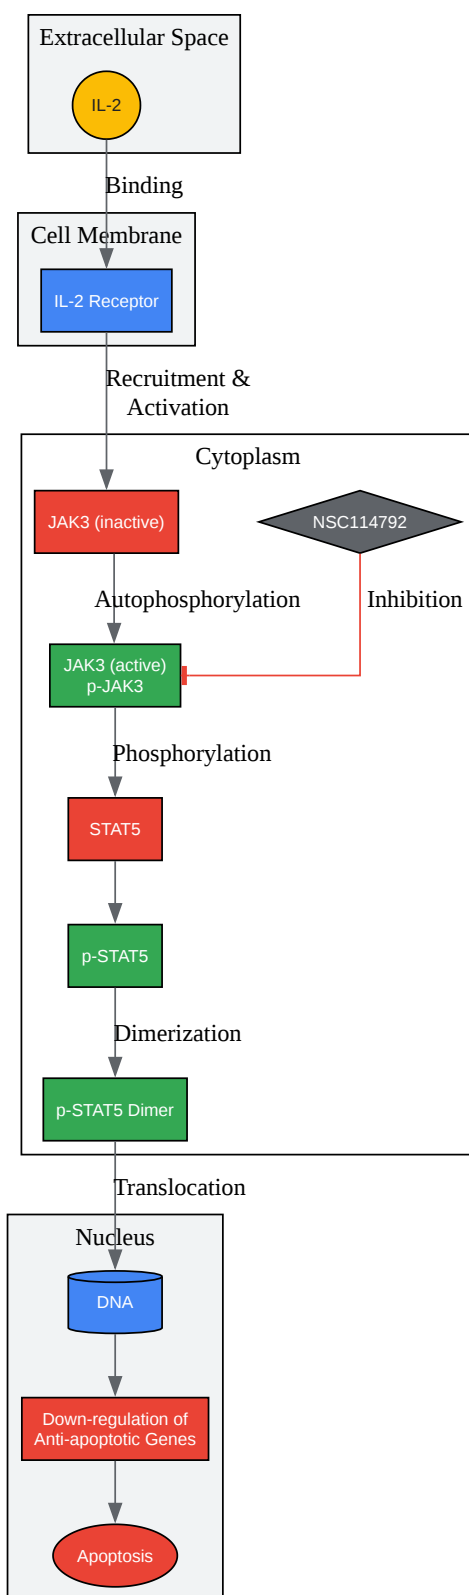 Extracellular Space
IL-2
Binding
Cell Membrane
IL-2 Receptor
Recruitment &
Activation
Cytoplasm
JAK3 (inactive)
NSC114792
Autophosphorylation
Inhibition
JAK3 (active)
p-JAK3
Phosphorylation
STAT5
p-STAT5
Dimerization
p-STAT5 Dimer
Translocation
Nucleus
DNA
Down-regulation of
Anti-apoptotic Genes
Apoptosis